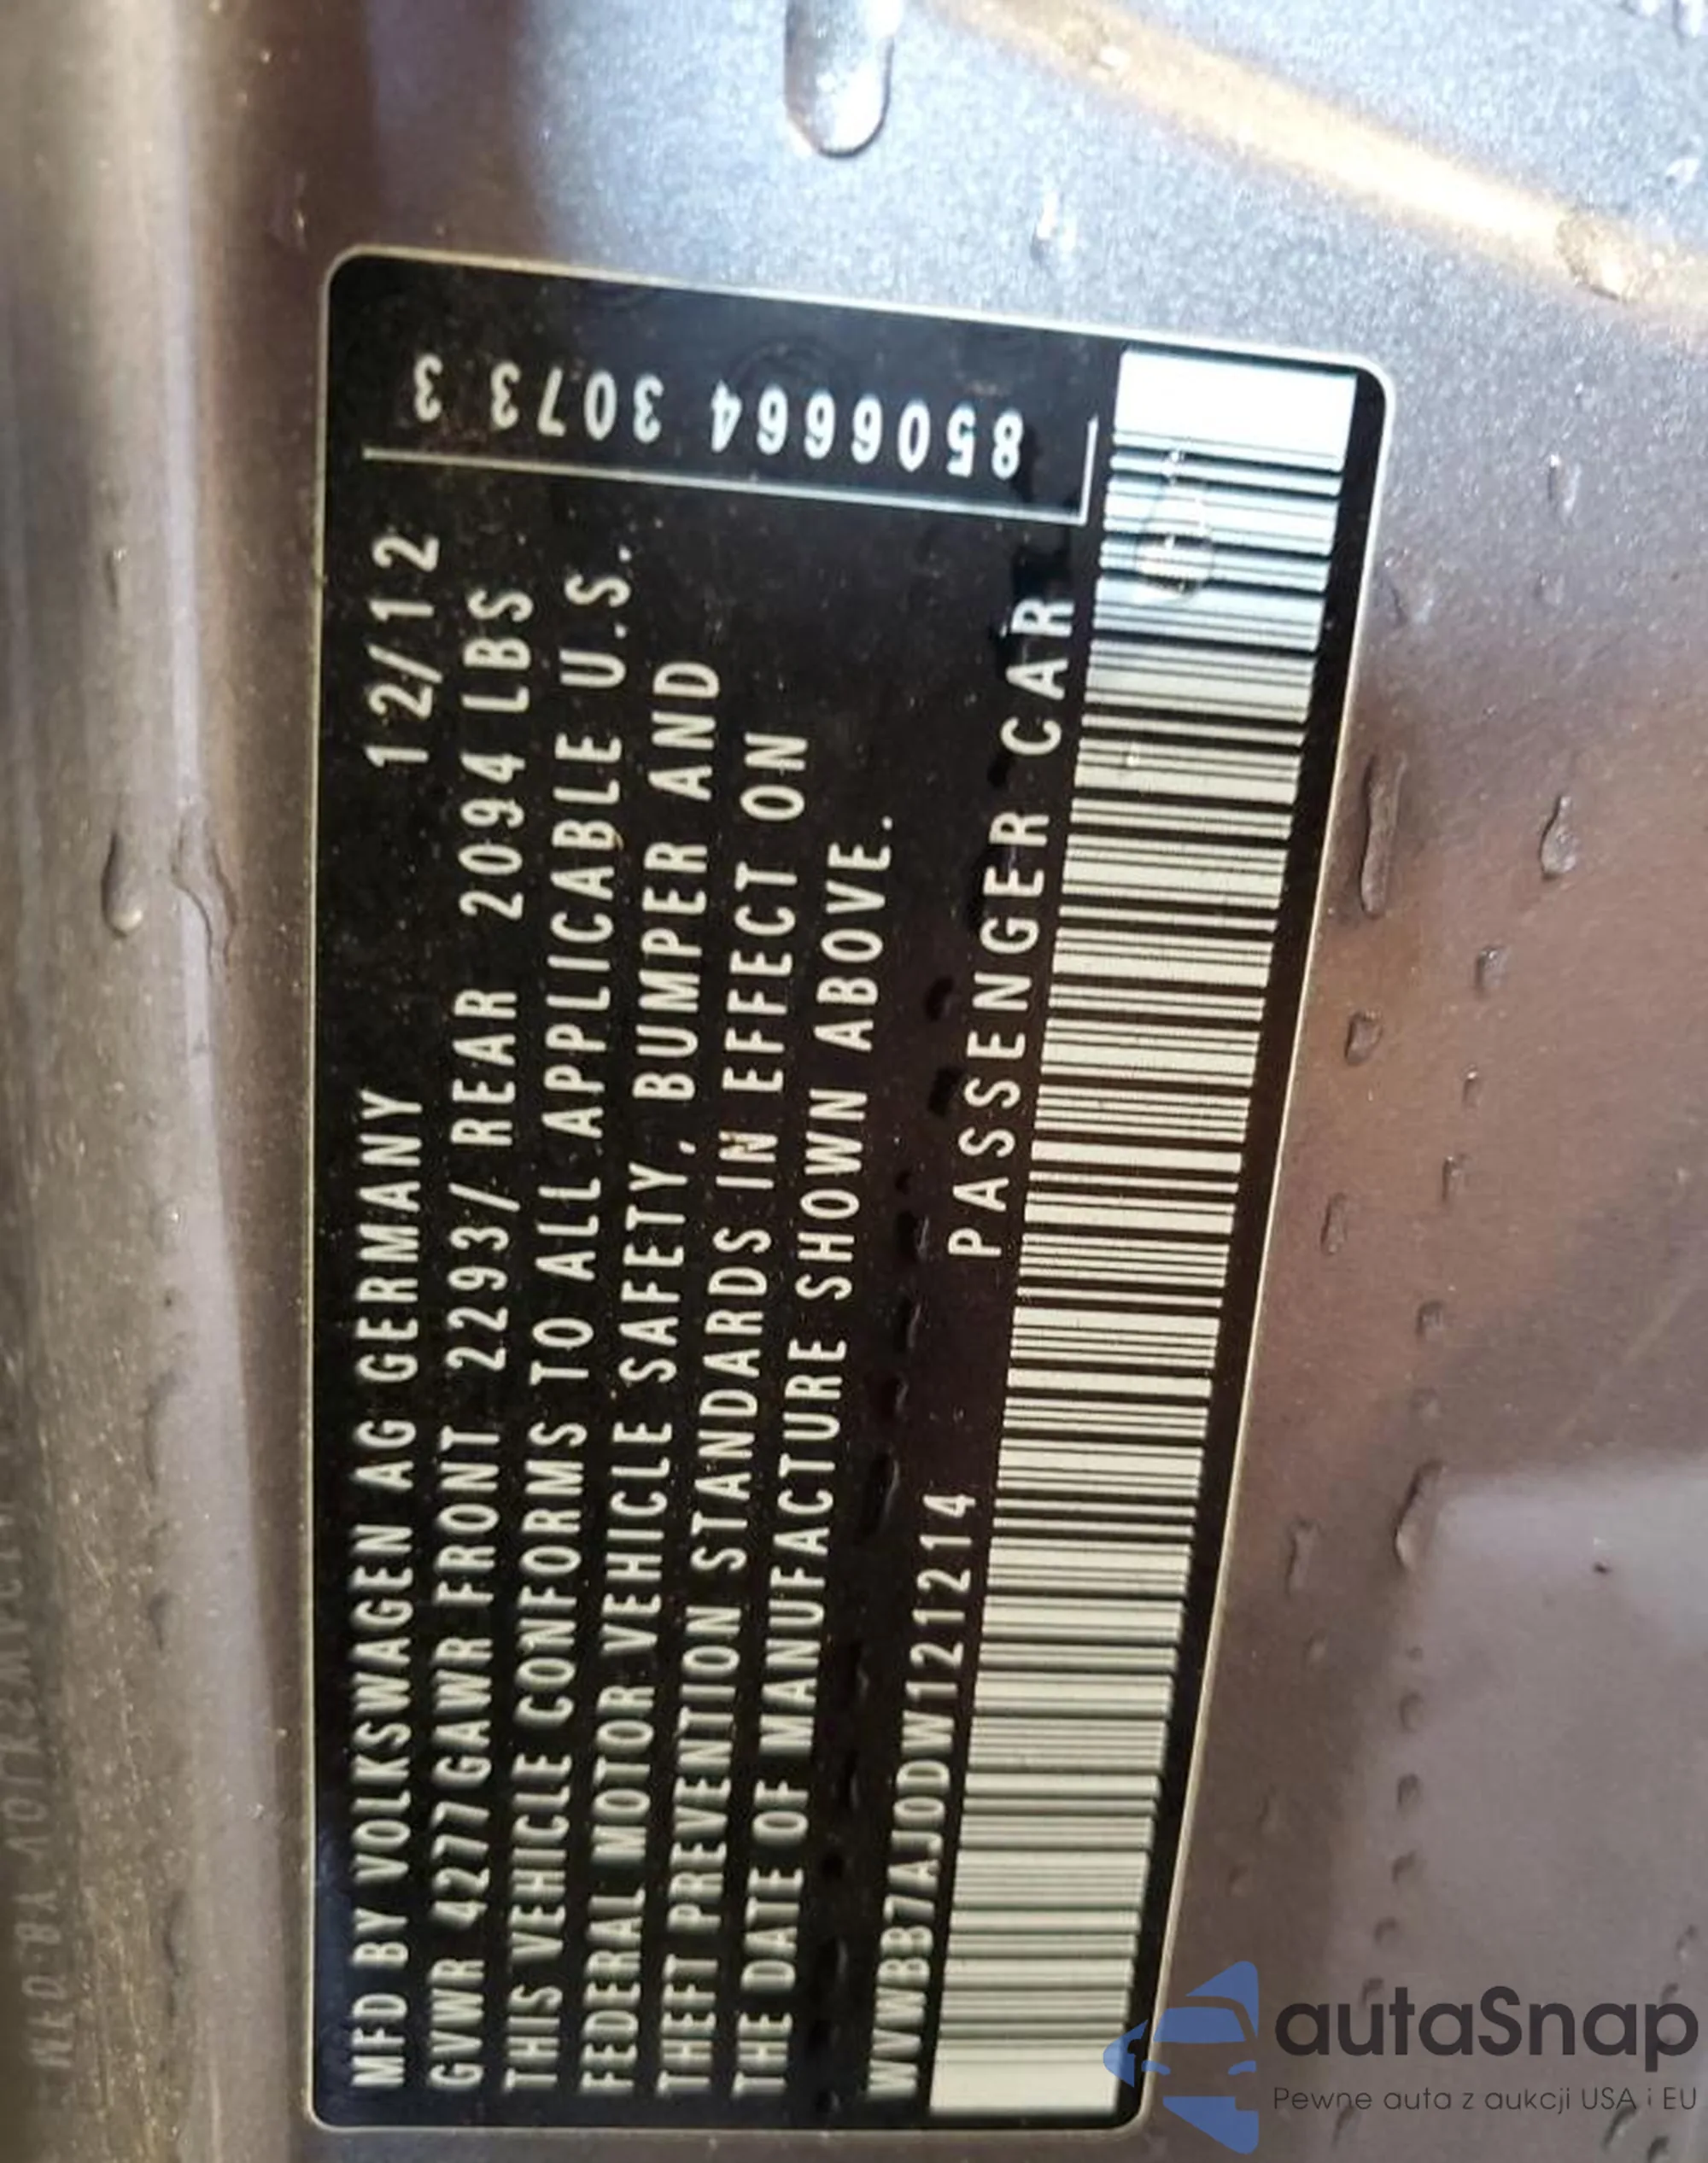 MFD BY VOLKSWAGEN AG GERMANY 12/12
GVWR 4277 GAWR FRONT 2293/ REAR 2094 LBS
THIS VEHICLE CONFORMS TO ALL APPLICABLE U.S.
FEDERAL MOTOR VEHICLE SAFETY, BUMPER AND
THEFT PREVENTION STANDARDS IN EFFECT ON
THE DATE OF MANUFACTURE SHOWN ABOVE.
WVWBB7AJ0DW121214 PASSENGER CAR
8506664 3073 3
autaSnap
Pewne auta z aukcji USA i EU